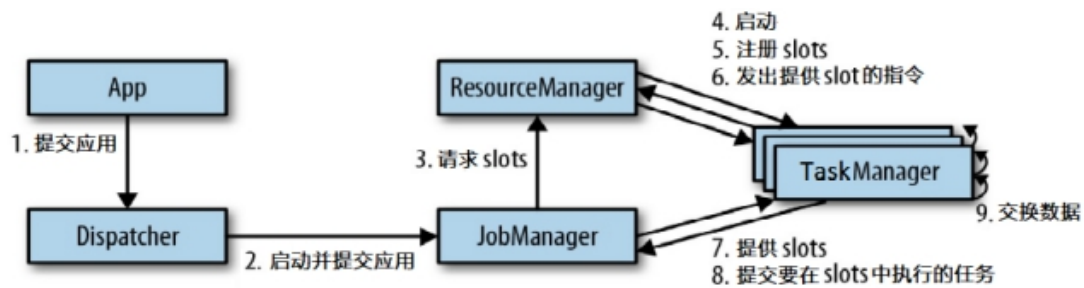 4. 启动
5. 注册 slots
6. 发出提供 slot 的指令
App
ResourceManager
1. 提交应用
3. 请求 slots
TaskManager
9. 交换数据
Dispatcher
JobManager
2. 启动并提交应用
7. 提供 slots
8. 提交要在 slots 中执行的任务